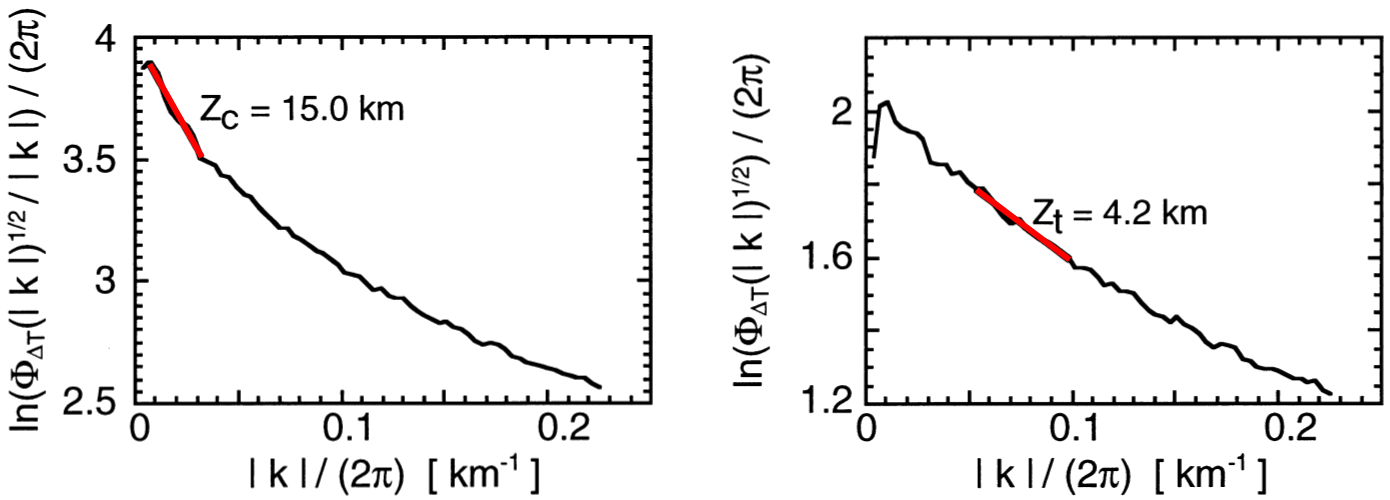 ln(Φ_ΔT(| k |)^1/2 / | k |) / (2π)
4
3.5
3
2.5
Z_C = 15.0 km
0
0.1
0.2
| k | / (2π) [ km^-1 ]
ln(Φ_ΔT(| k |)^1/2) / (2π)
2
1.6
1.2
Z_t = 4.2 km
0
0.1
0.2
| k | / (2π) [ km^-1 ]